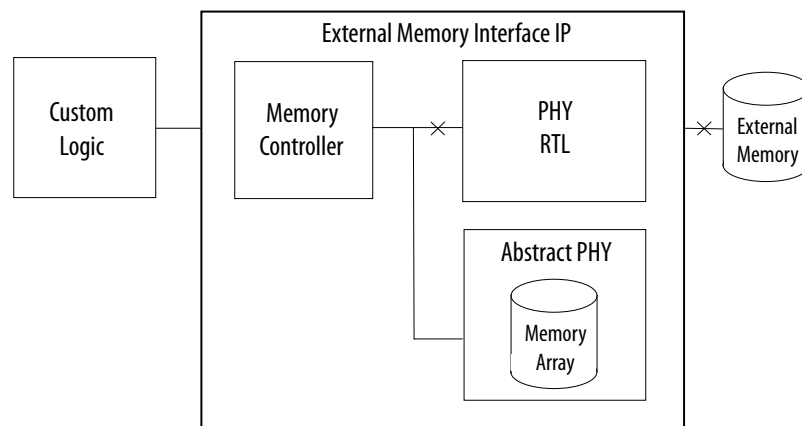 External Memory Interface IP
Custom
Logic
Memory
Controller
PHY
RTL
External
Memory
Abstract PHY
Memory
Array